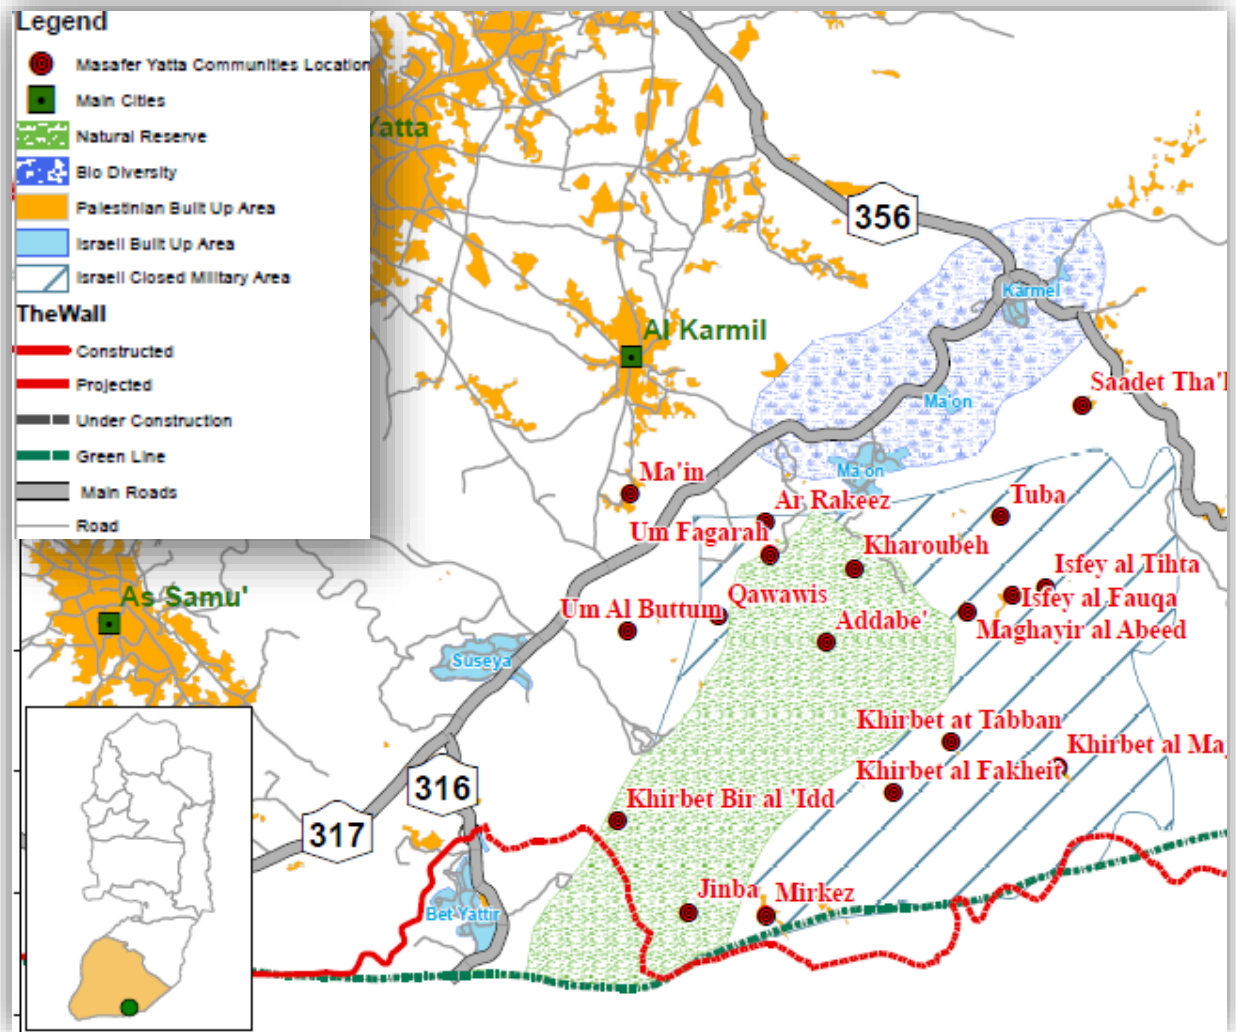 Legend
Masafer Yatta Communities Location
Main Cities
Natural Reserve
Bio Diversity
Palestinian Built Up Area
Israeli Built Up Area
Israeli Closed Military Area
TheWall
Constructed
Projected
Under Construction
Green Line
Main Roads
Road
Yatta
356
Karmel
Al Karmil
Saadet Tha'l
Ma'on
Ma'in
Ma'on
Ar Rakeez
Tuba
Um Fagarah
Kharoubeh
Isfey al Tihta
As Samu'
Um Al Buttum
Qawawis
Isfey al Fauqa
Addabe'
Maghayir al Abeed
Suseya
Khirbet at Tabban
Khirbet al Maj
Khirbet al Fakheit
316
Khirbet Bir al 'Idd
317
Jinba
Mirkez
Bet Yattir